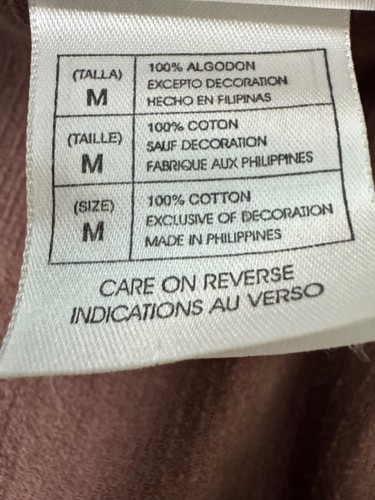 (TALLA)
M
100% ALGODON
EXCEPTO DECORATION
HECHO EN FILIPINAS
(TAILLE)
M
100% COTON
SAUF DECORATION
FABRIQUE AUX PHILIPPINES
(SIZE)
M
100% COTTON
EXCLUSIVE OF DECORATION
MADE IN PHILIPPINES
CARE ON REVERSE
INDICATIONS AU VERSO